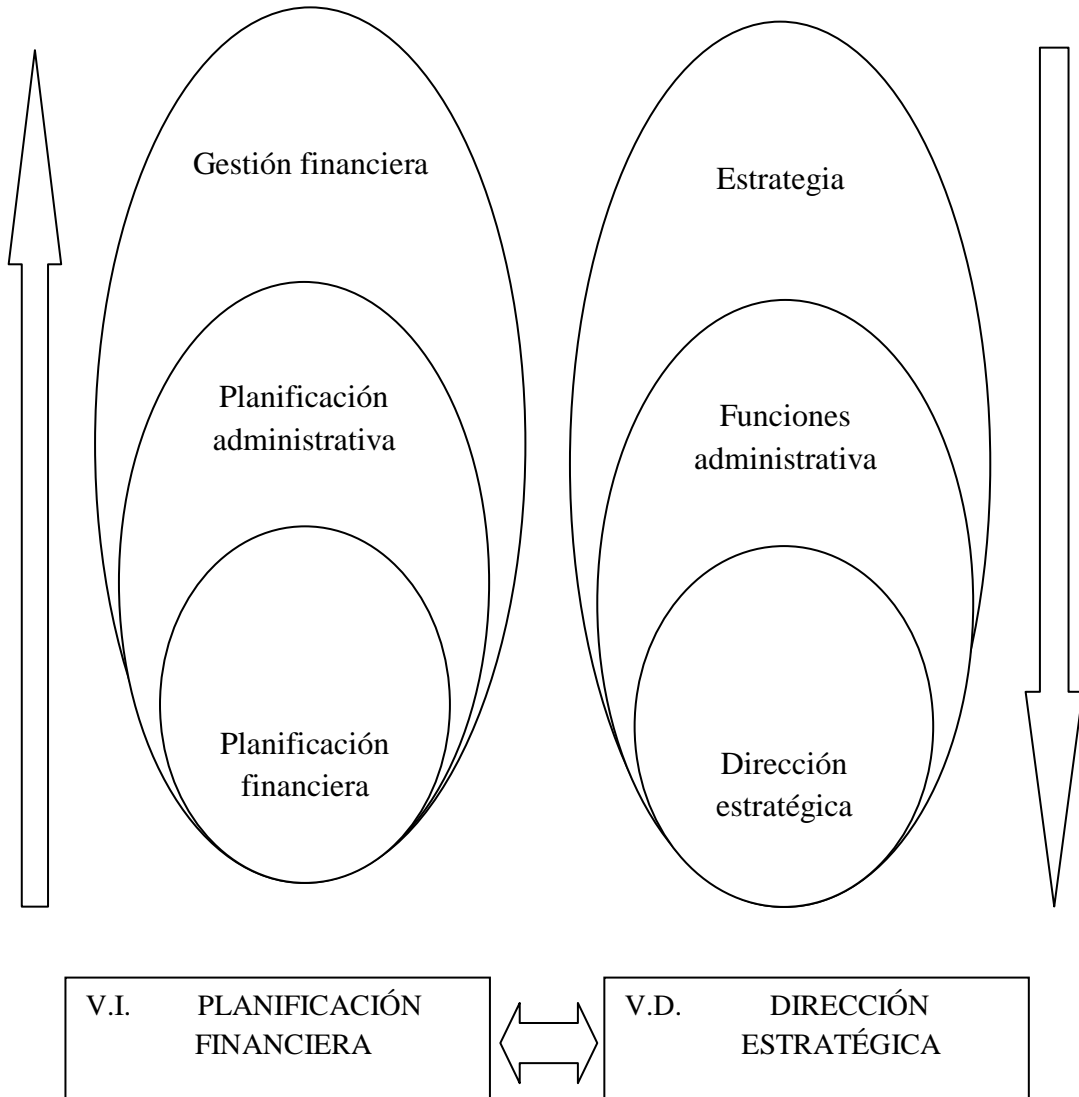 Gestión financiera
Planificación
administrativa
Planificación
financiera
Estrategia
Funciones
administrativa
Dirección
estratégica
V.I. PLANIFICACIÓN
FINANCIERA
V.D. DIRECCIÓN
ESTRATÉGICA